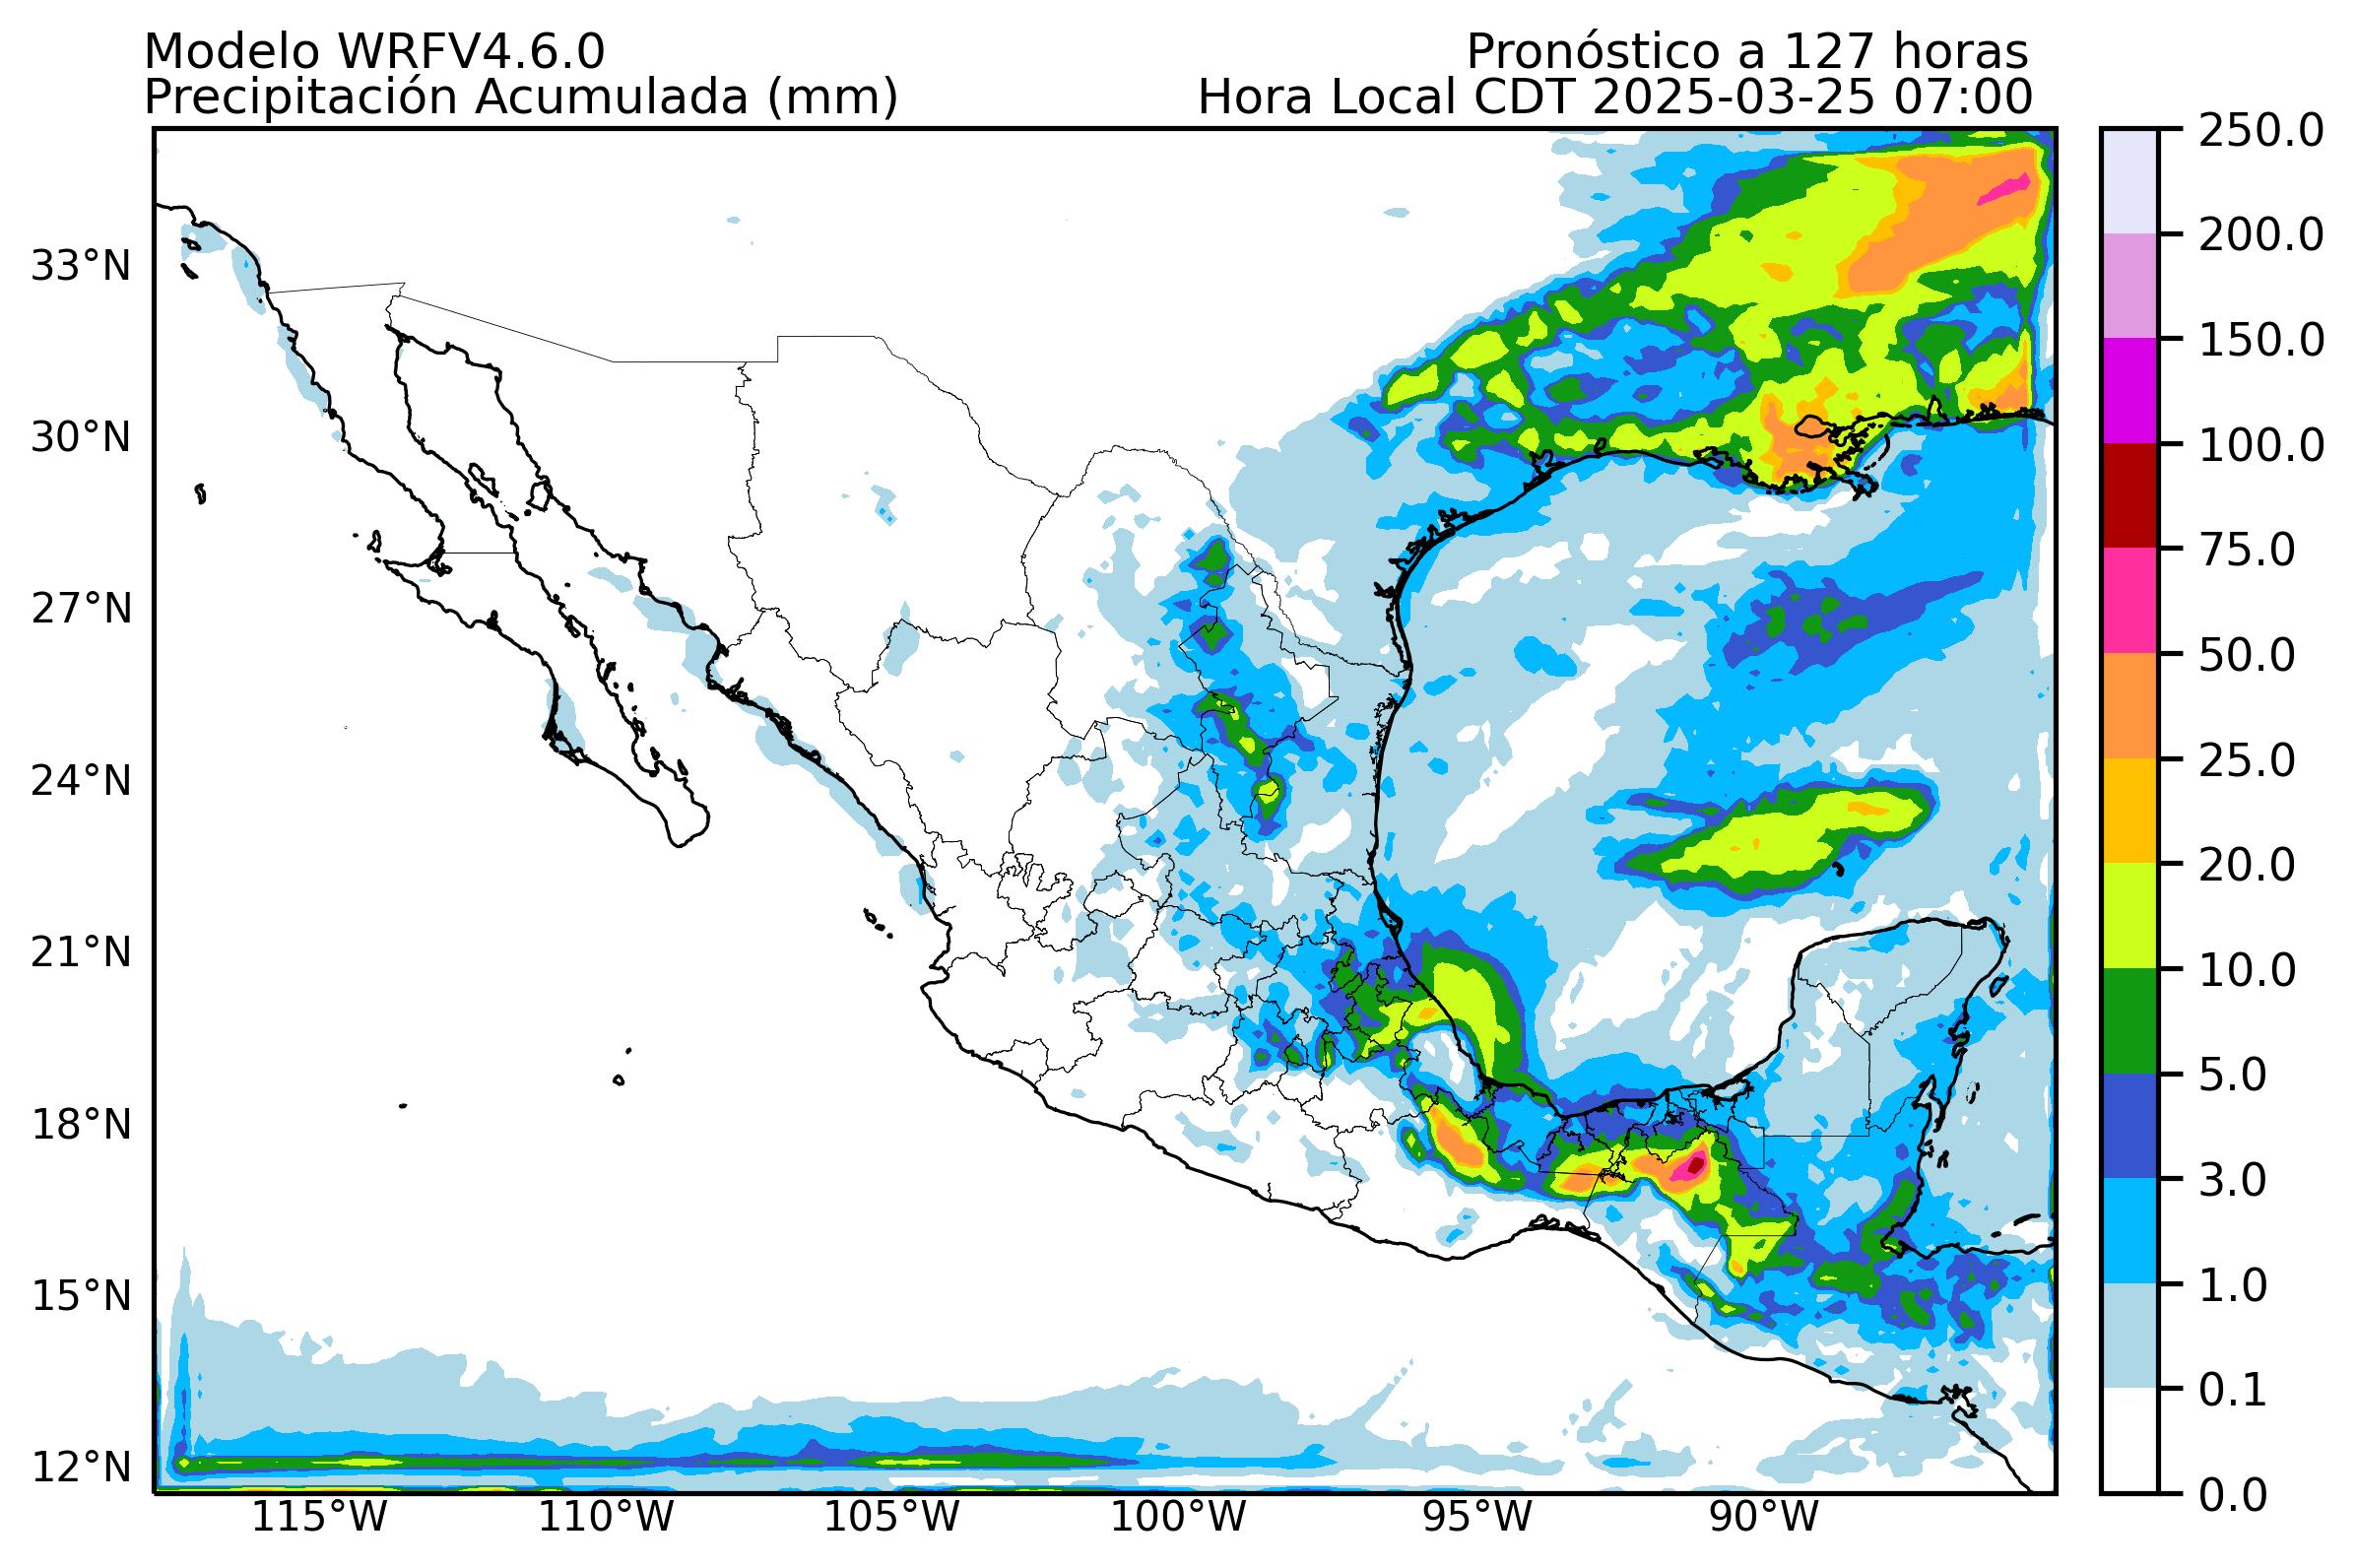 Modelo WRFV4.6.0
Pronóstico a 127 horas
Precipitación Acumulada (mm)
Hora Local CDT 2025-03-25 07:00
33°N
30°N
27°N
24°N
21°N
18°N
15°N
12°N
115°W
110°W
105°W
100°W
95°W
90°W
250.0
200.0
150.0
100.0
75.0
50.0
25.0
20.0
10.0
5.0
3.0
1.0
0.1
0.0